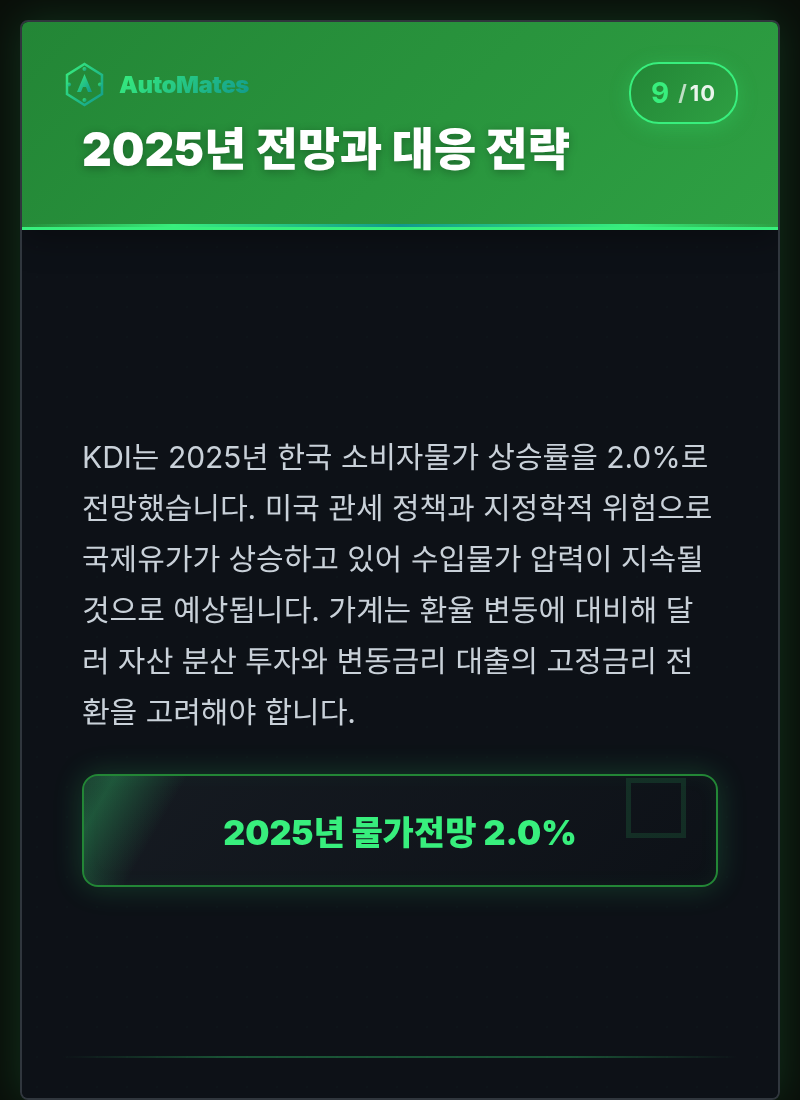 AutoMates
9 /10
2025년 전망과 대응 전략
KDI는 2025년 한국 소비자물가 상승률을 2.0%로
전망했습니다. 미국 관세 정책과 지정학적 위험으로
국제유가가 상승하고 있어 수입물가 압력이 지속될
것으로 예상됩니다. 가계는 환율 변동에 대비해 달
러 자산 분산 투자와 변동금리 대출의 고정금리 전
환을 고려해야 합니다.
2025년 물가전망 2.0%